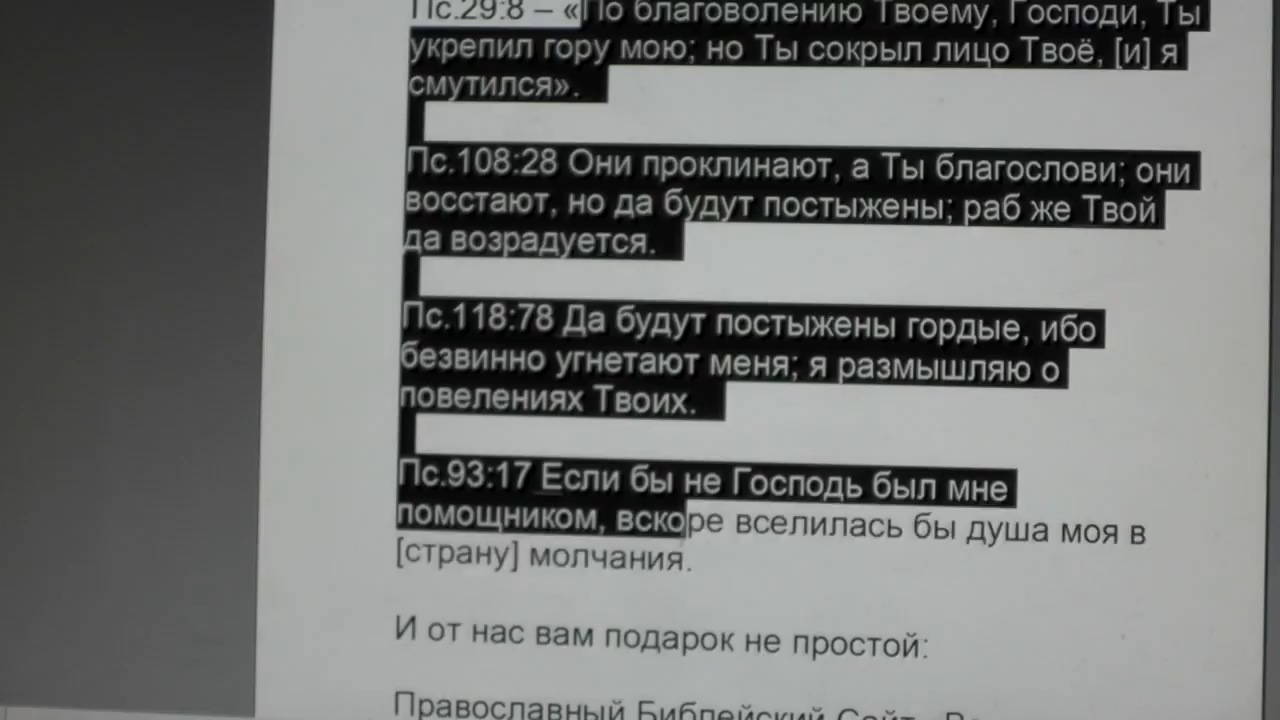 Пс.29:8 – «По благоволению Твоему, Господи, Ты
укрепил гору мою; но Ты сокрыл лицо Твоё, [и] я
смутился».
Пс.108:28 Они проклинают, а Ты благослови; они
восстают, но да будут постыжены; раб же Твой
да возрадуется.
Пс.118:78 Да будут постыжены гордые, ибо
безвинно угнетают меня; я размышляю о
повелениях Твоих.
Пс.93:17 Если бы не Господь был мне
помощником, вскоре вселилась бы душа моя в
[страну] молчания.
И от нас вам подарок не простой:
Православный Библейский Сайт